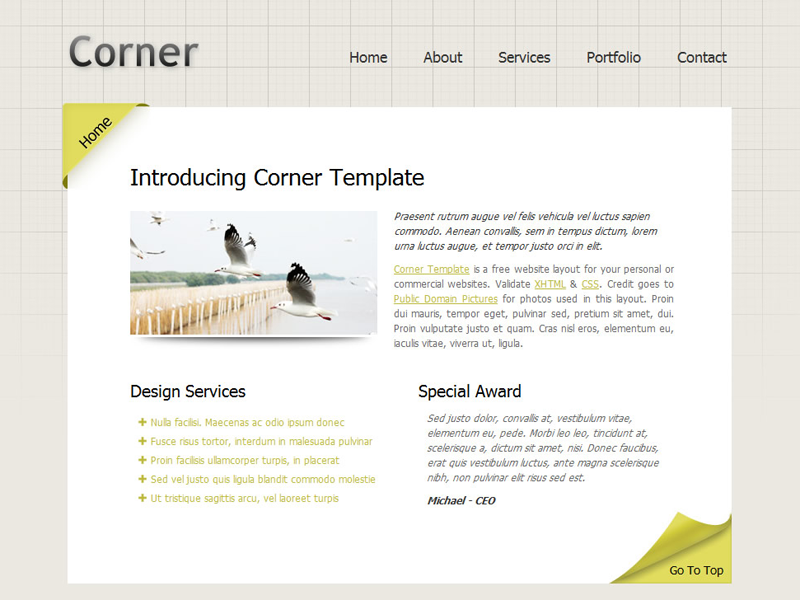 Corner
Home About Services Portfolio Contact
Home
Introducing Corner Template
Praesent rutrum augue vel felis vehicula vel luctus sapien
commodo. Aenean convallis, sem in tempus dictum, lorem
urna luctus augue, et tempor justo orci in elit.
Corner Template is a free website layout for your personal or
commercial websites. Validate XHTML & CSS. Credit goes to
Public Domain Pictures for photos used in this layout. Proin
dui mauris, tempor eget, pulvinar sed, pretium sit amet, dui.
Proin vulputate justo et quam. Cras nisl eros, elementum eu,
iaculis vitae, viverra ut, ligula.
Design Services
Nulla facilisi. Maecenas ac odio ipsum donec
Fusce risus tortor, interdum in malesuada pulvinar
Proin facilisis ullamcorper turpis, in placerat
Sed vel justo quis ligula blandit commodo molestie
Ut tristique sagittis arcu, vel laoreet turpis
Special Award
Sed justo dolor, convallis at, vestibulum vitae,
elementum eu, pede. Morbi leo leo, tincidunt at,
scelerisque a, dictum sit amet, nisi. Donec faucibus,
erat quis vestibulum luctus, ante magna scelerisque
nibh, non pulvinar elit risus sed est.
Michael - CEO
Go To Top